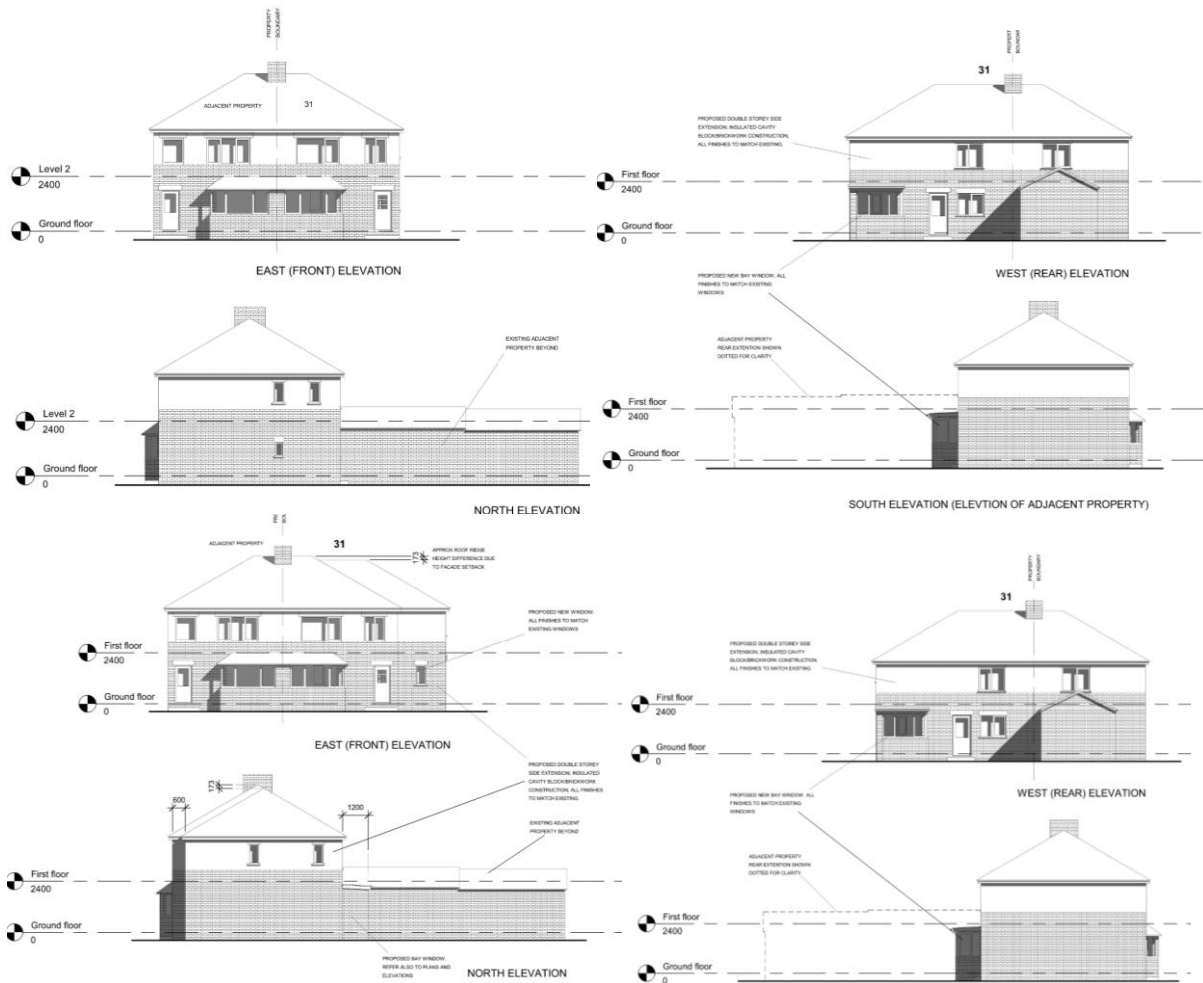 PROPERTY
BOUNDARY
ADJACENT PROPERTY 31
Level 2
2400
Ground floor
0
EAST (FRONT) ELEVATION
PROPERT
BOUNDAR
31
PROPOSED DOUBLE STOREY SIDE
EXTENSION; INSULATED CAVITY
BLOCK/BRICKWORK CONSTRUCTION,
ALL FINISHES TO MATCH EXISTING.
First floor
2400
Ground floor
0
WEST (REAR) ELEVATION
PROPOSED NEW BAY WINDOW. ALL
FINISHES TO MATCH EXISTING
WINDOWS
EXISTING ADJACENT
PROPERTY BEYOND
Level 2
2400
Ground floor
0
NORTH ELEVATION
ADJACENT PROPERTY
REAR EXTENTION SHOWN
DOTTED FOR CLARITY
First floor
2400
Ground floor
0
SOUTH ELEVATION (ELEVTION OF ADJACENT PROPERTY)
ADJACENT PROPERTY
31
173
APPROX ROOF RIDGE
HEIGHT DIFFERENCE DUE
TO FACADE SETBACK
PROPOSED NEW WINDOW.
ALL FINISHES TO MATCH
EXISTING WINDOWS
First floor
2400
Ground floor
0
EAST (FRONT) ELEVATION
PROPOSED DOUBLE STOREY
SIDE EXTENSION; INSULATED
CAVITY BLOCK/BRICKWORK
CONSTRUCTION, ALL FINISHES
TO MATCH EXISTING.
173
600
1200
EXISTING ADJACENT
PROPERTY BEYOND
First floor
2400
Ground floor
0
PROPOSED BAY WINDOW.
REFER ALSO TO PLANS AND
ELEVATIONS
NORTH ELEVATION
PROPERTY
BOUNDARY
31
PROPOSED DOUBLE STOREY SIDE
EXTENSION; INSULATED CAVITY
BLOCK/BRICKWORK CONSTRUCTION,
ALL FINISHES TO MATCH EXISTING.
First floor
2400
Ground floor
0
WEST (REAR) ELEVATION
PROPOSED NEW BAY WINDOW. ALL
FINISHES TO MATCH EXISTING
WINDOWS
ADJACENT PROPERTY
REAR EXTENTION SHOWN
DOTTED FOR CLARITY
First floor
2400
Ground floor
0